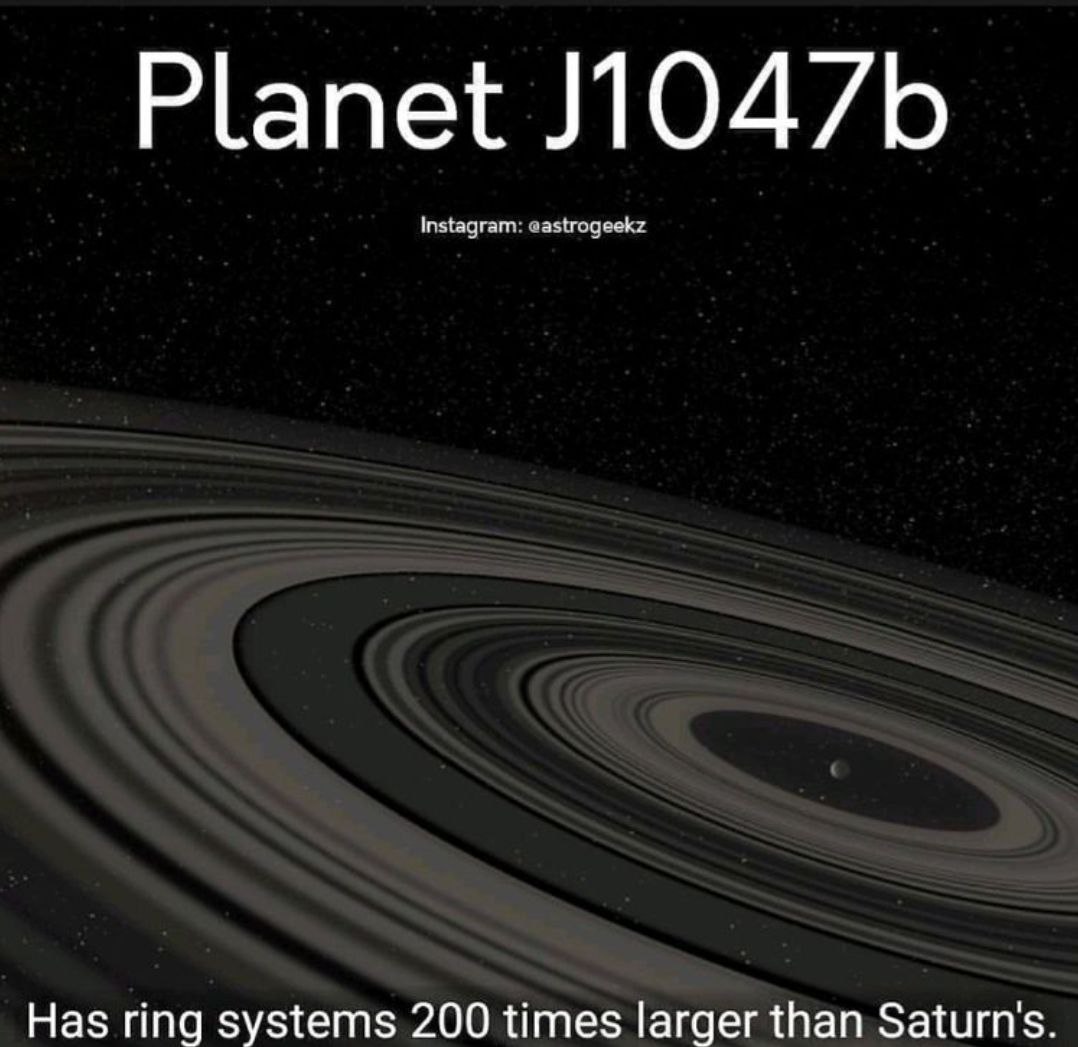 Planet J1047b
Instagram: @astrogeekz
Has ring systems 200 times larger than Saturn's.